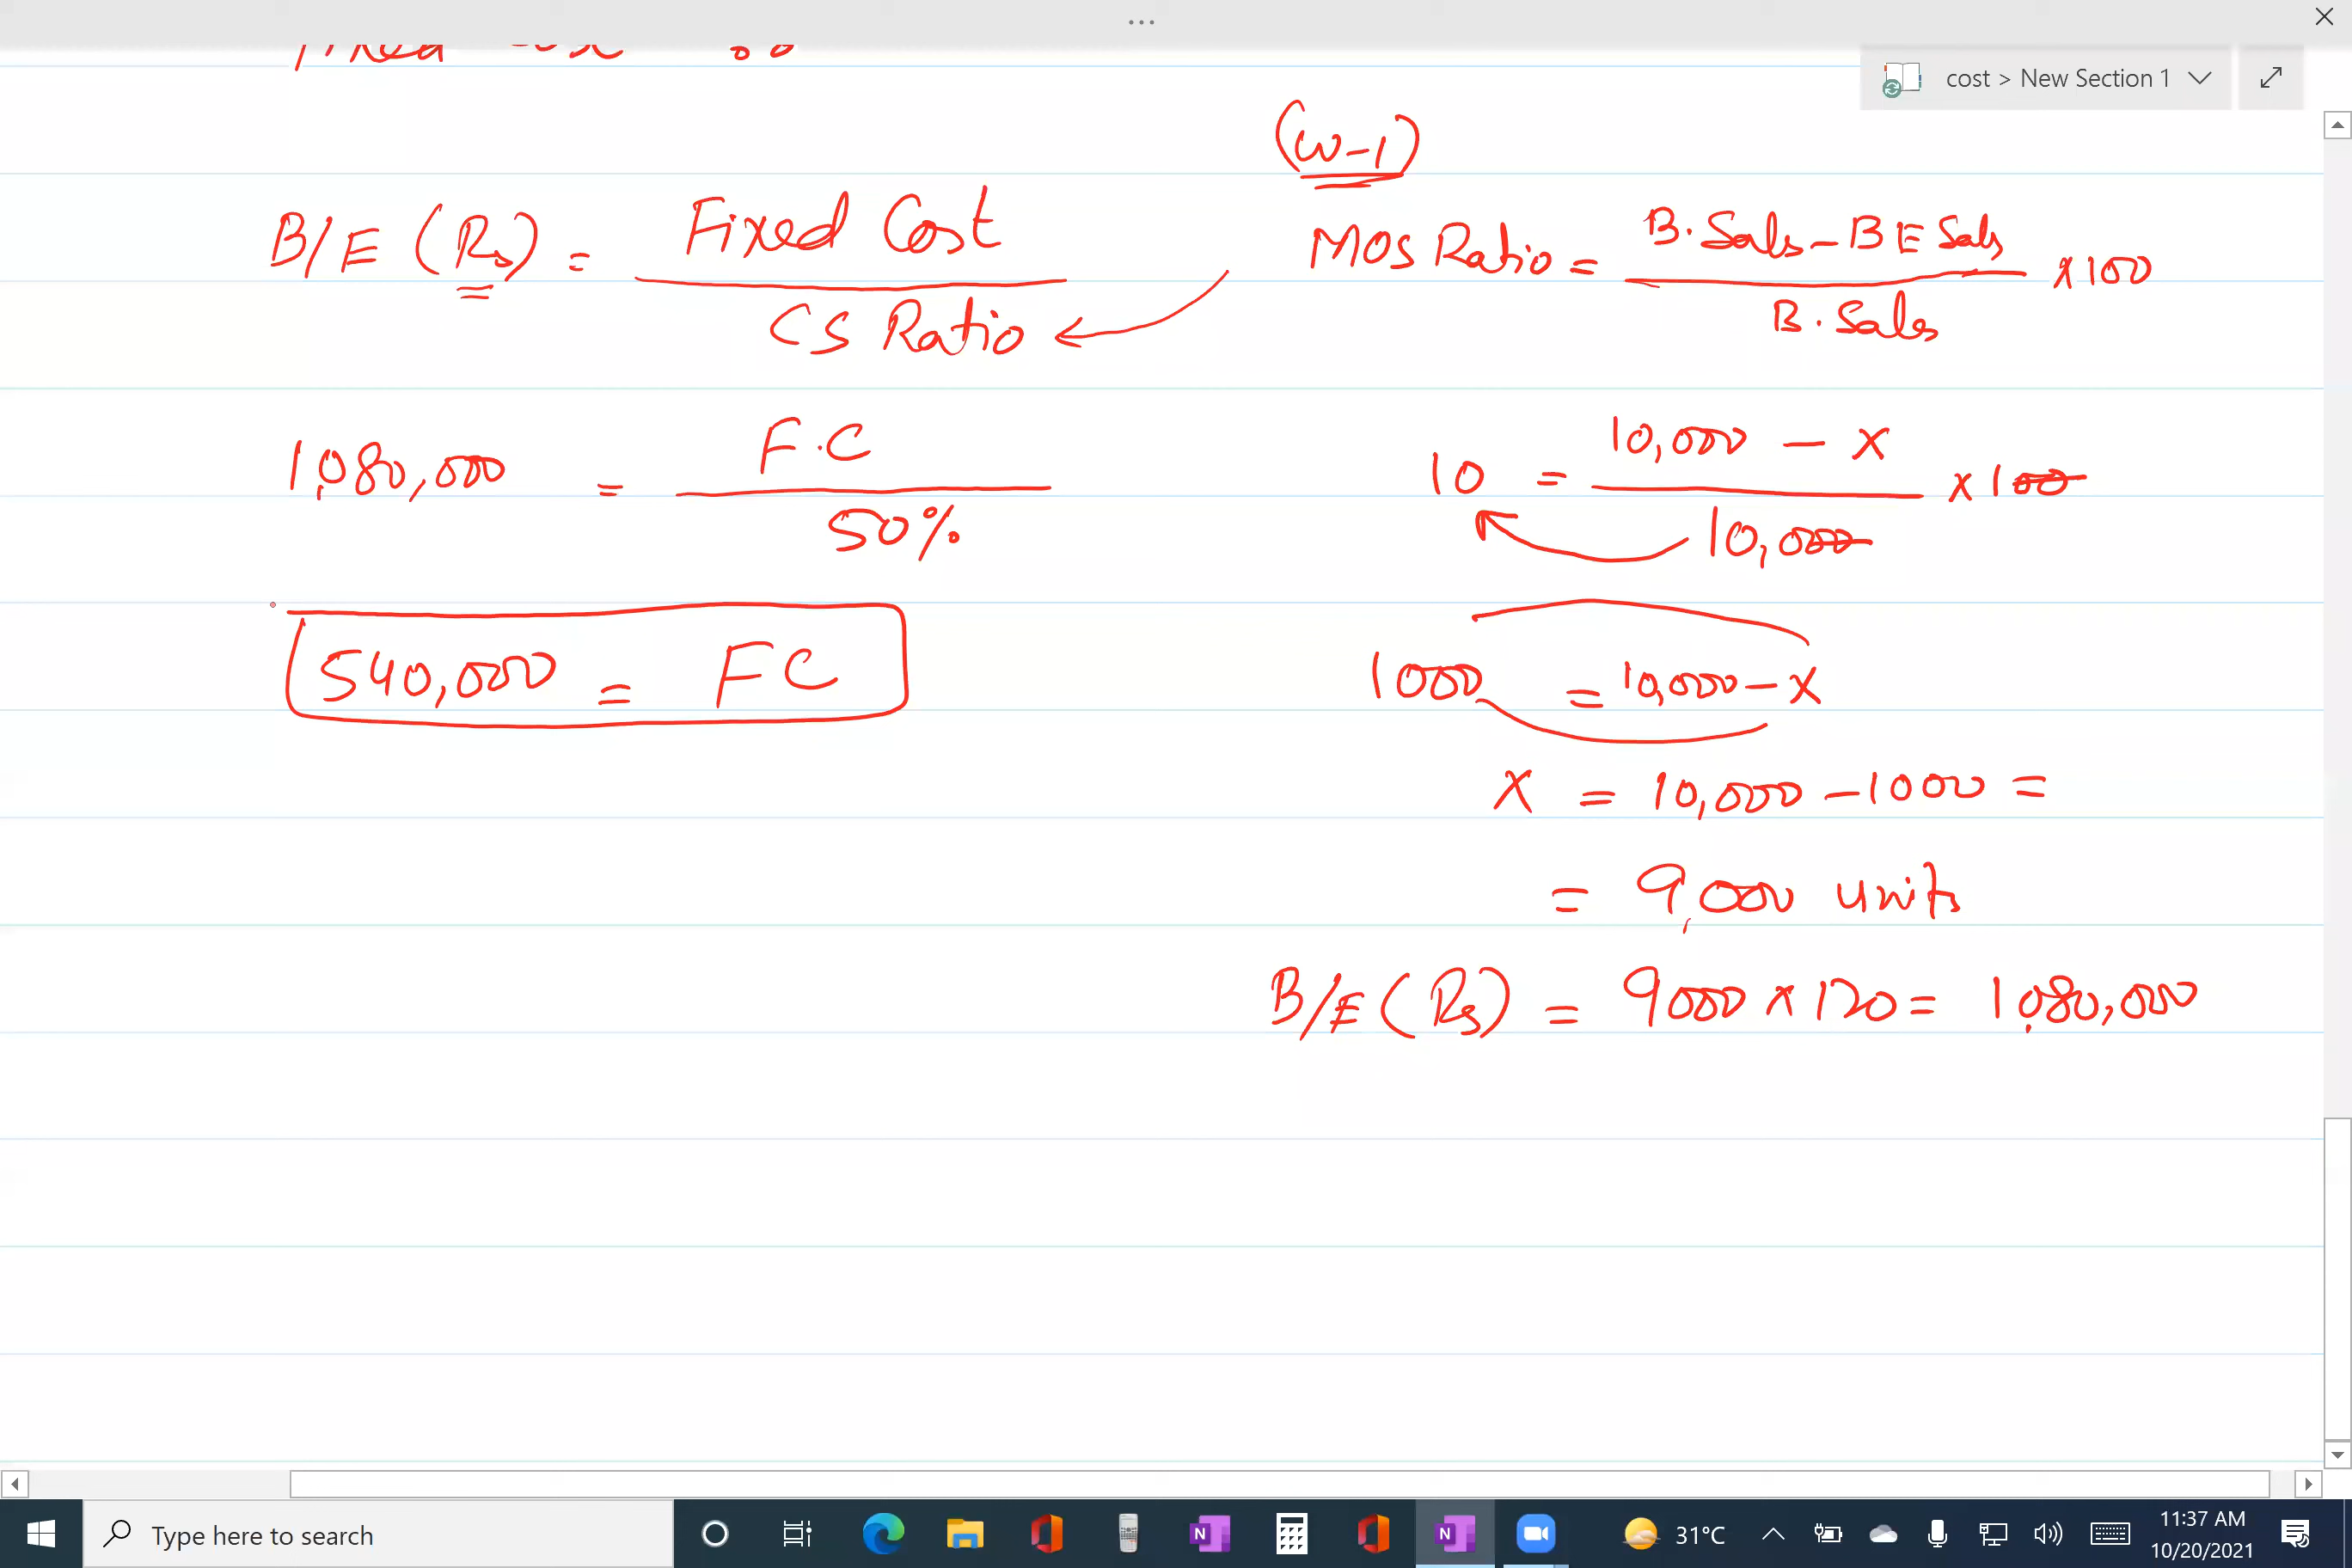 cost > New Section 1
Fixed Cost
(W-1)
B/E (Rs) = Fixed Cost / CS Ratio
MOS Ratio = B. Sales - BE Sales / B. Sales × 100
1,080,000 = F.C / 50%
10 = 10,000 - x / 10,000 × 100
540,000 = FC
1000 = 10,000 - x
x = 10,000 - 1000 =
= 9,000 units
B/E (Rs) = 9000 × 120 = 1,080,000
Type here to search
31°C
11:37 AM
10/20/2021